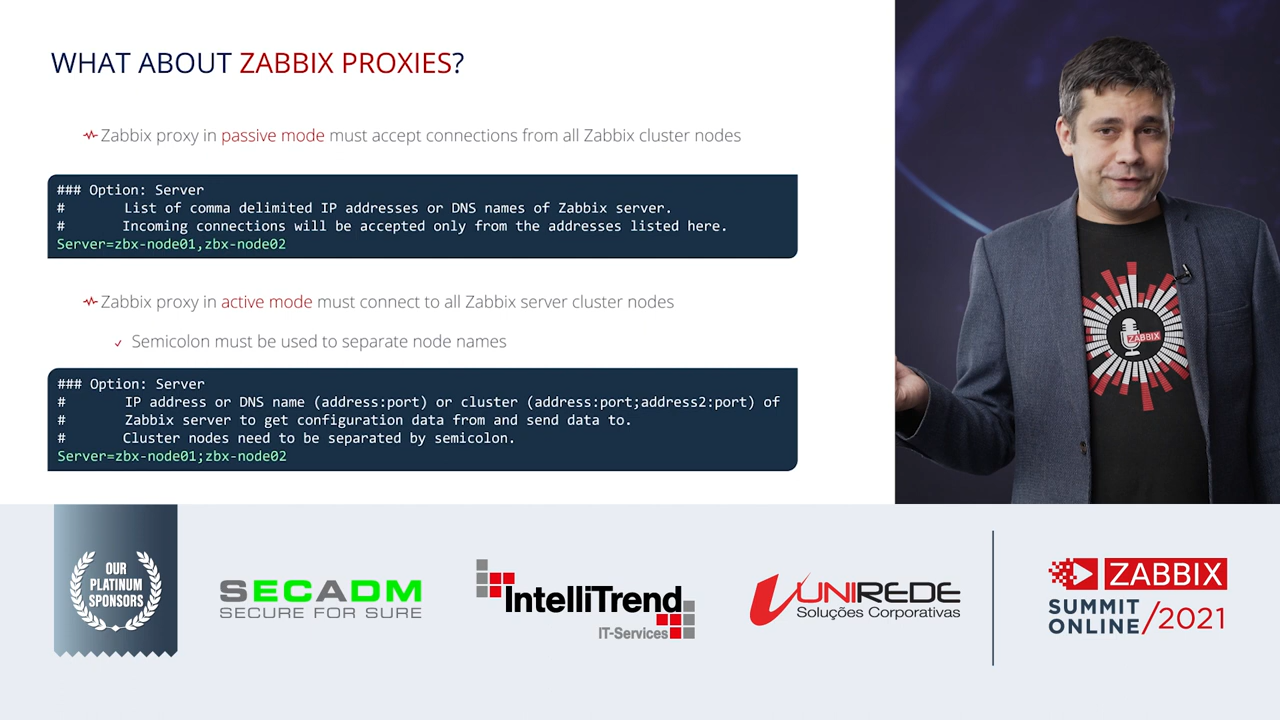 WHAT ABOUT ZABBIX PROXIES?
Zabbix proxy in passive mode must accept connections from all Zabbix cluster nodes
### Option: Server
# List of comma delimited IP addresses or DNS names of Zabbix server.
# Incoming connections will be accepted only from the addresses listed here.
Server=zbx-node01,zbx-node02
Zabbix proxy in active mode must connect to all Zabbix server cluster nodes
Semicolon must be used to separate node names
### Option: Server
# IP address or DNS name (address:port) or cluster (address:port;address2:port) of
# Zabbix server to get configuration data from and send data to.
# Cluster nodes need to be separated by semicolon.
Server=zbx-node01;zbx-node02
ZABBIX
OUR
PLATINUM
SPONSORS
SECADM
SECURE FOR SURE
IntelliTrend
IT-Services
UNIREDE
Soluções Corporativas
ZABBIX
SUMMIT
ONLINE/2021